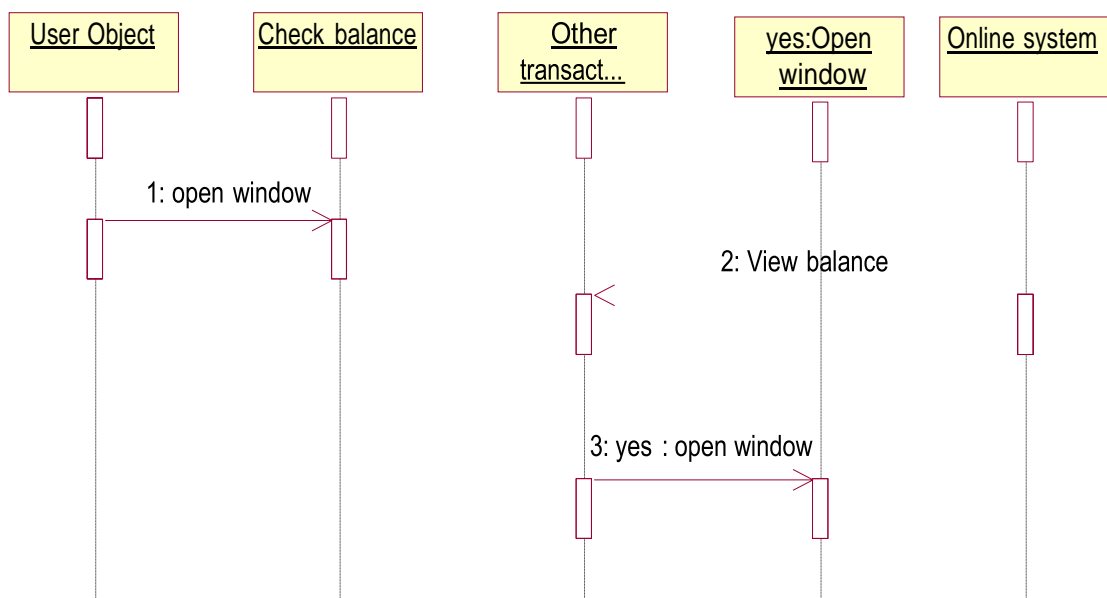 User Object
Check balance
Other
transact...
yes:Open
window
Online system
1: open window
2: View balance
3: yes : open window